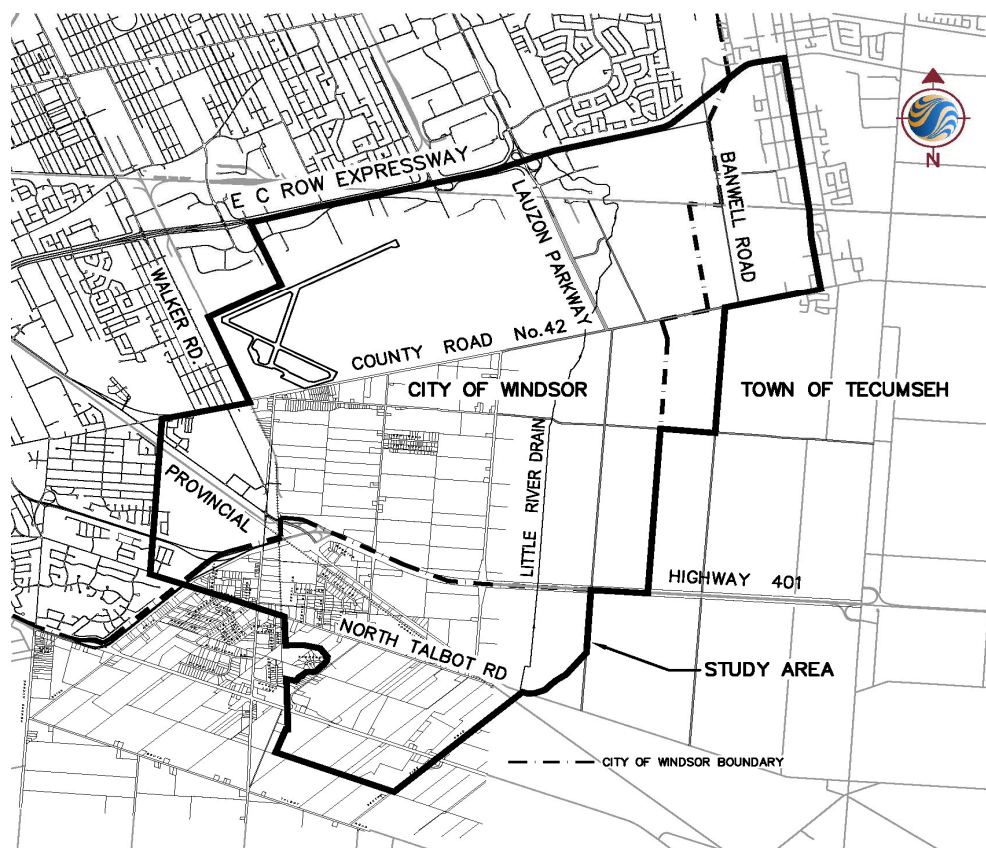 N
E C ROW EXPRESSWAY
BANWELL ROAD
LAUZON PARKWAY
WALKER RD.
COUNTY ROAD No.42
CITY OF WINDSOR
TOWN OF TECUMSEH
LITTLE RIVER DRAIN
PROVINCIAL
HIGHWAY 401
NORTH TALBOT RD
STUDY AREA
CITY OF WINDSOR BOUNDARY